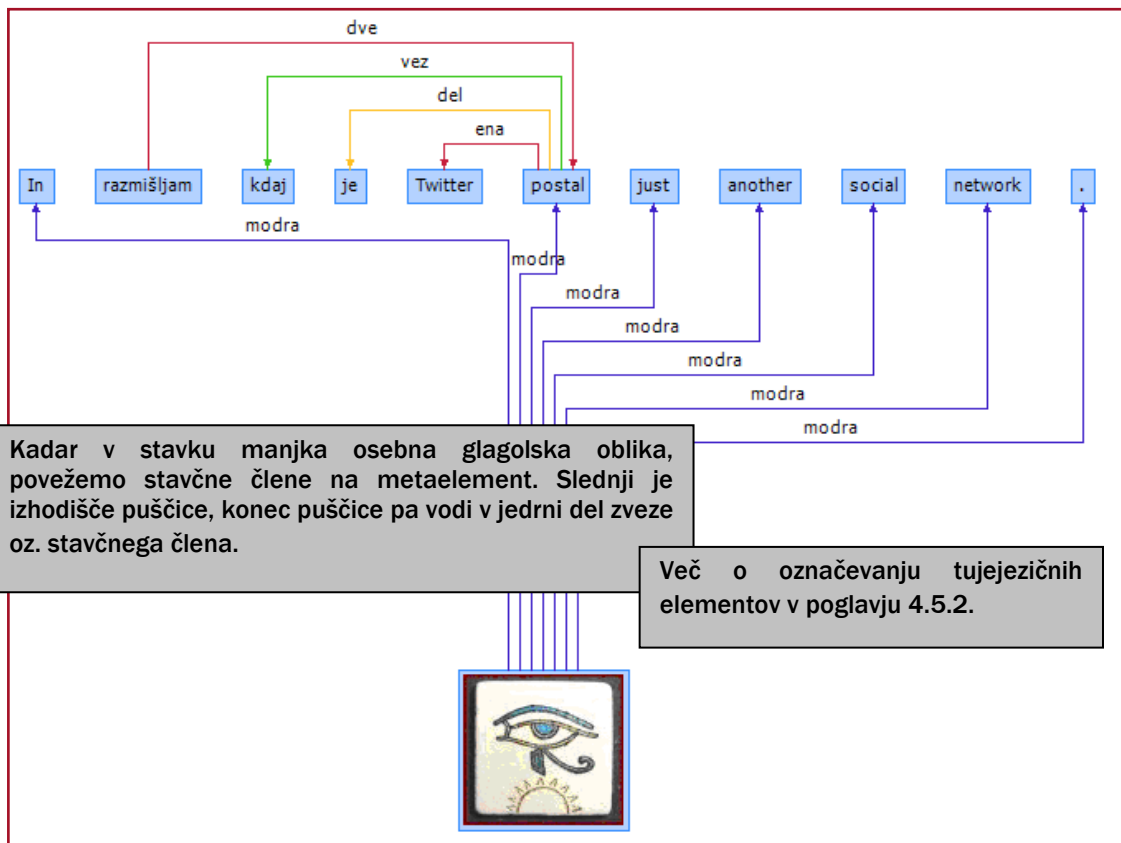 dve
vez
del
ena
In razmišljam kdaj je Twitter postal just another social network .
modra
modra
modra
modra
modra
modra
modra
Kadar v stavku manjka osebna glagolska oblika,
povežemo stavčne člene na metaelement. Slednji je
izhodišče puščice, konec puščice pa vodi v jedrni del zveze
oz. stavčnega člena.
Več o označevanju tujejezičnih
elementov v poglavju 4.5.2.